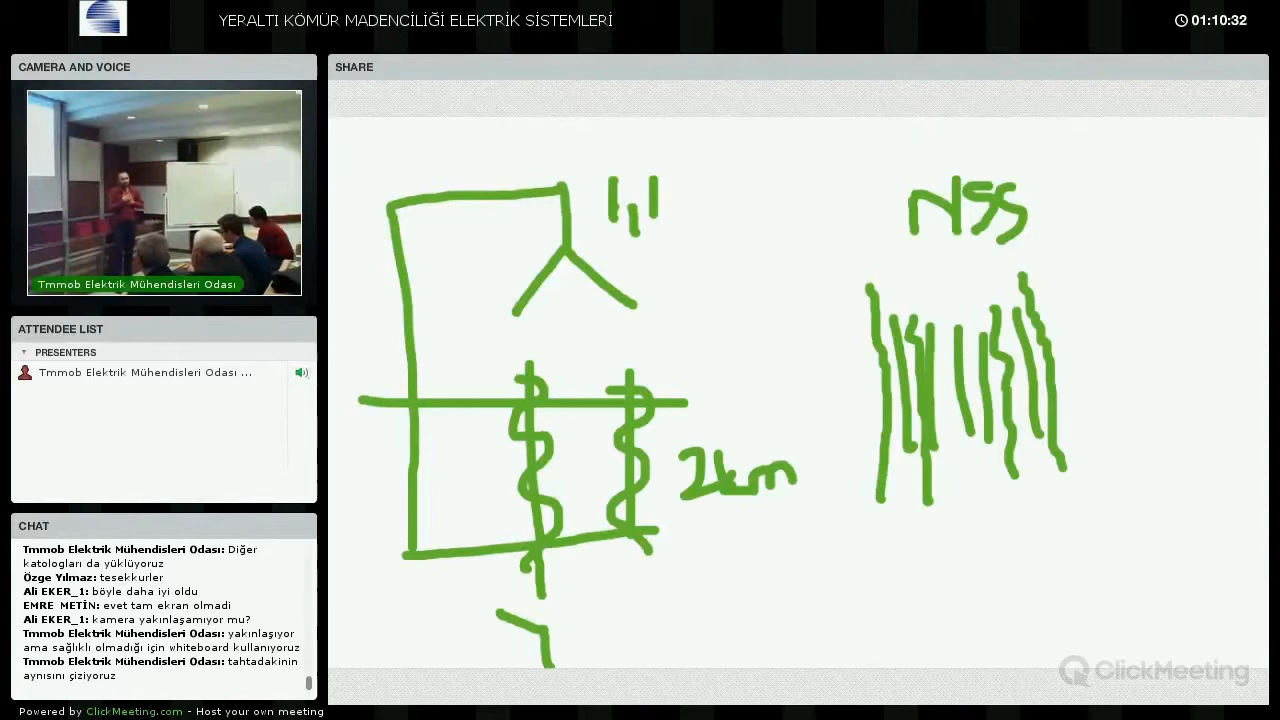 YERALTI KÖMÜR MADENCİLİĞİ ELEKTRİK SİSTEMLERİ
01:10:32
CAMERA AND VOICE
Tmmob Elektrik Mühendisleri Odası
ATTENDEE LIST
PRESENTERS
Tmmob Elektrik Mühendisleri Odası ...
CHAT
Tmmob Elektrik Mühendisleri Odası: Diğer
katologları da yüklüyoruz
Özge Yılmaz: tesekkurler
Ali EKER_1: böyle daha iyi oldu
EMRE METİN: evet tam ekran olmadi
Ali EKER_1: kamera yakınlaşamıyor mu?
Tmmob Elektrik Mühendisleri Odası: yakınlaşıyor
ama sağlıklı olmadığı için whiteboard kullanıyoruz
Tmmob Elektrik Mühendisleri Odası: tahtadakinin
aynısını çiziyoruz
Powered by ClickMeeting.com - Host your own meeting
SHARE
1,1
NSS
2km
ClickMeeting